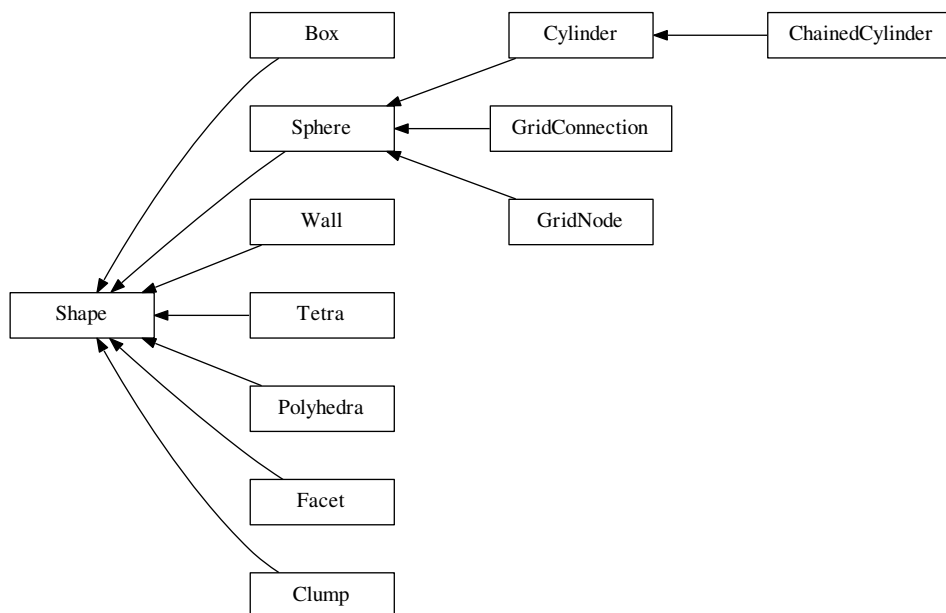 Box
Cylinder
ChainedCylinder
Sphere
GridConnection
Wall
GridNode
Shape
Tetra
Polyhedra
Facet
Clump